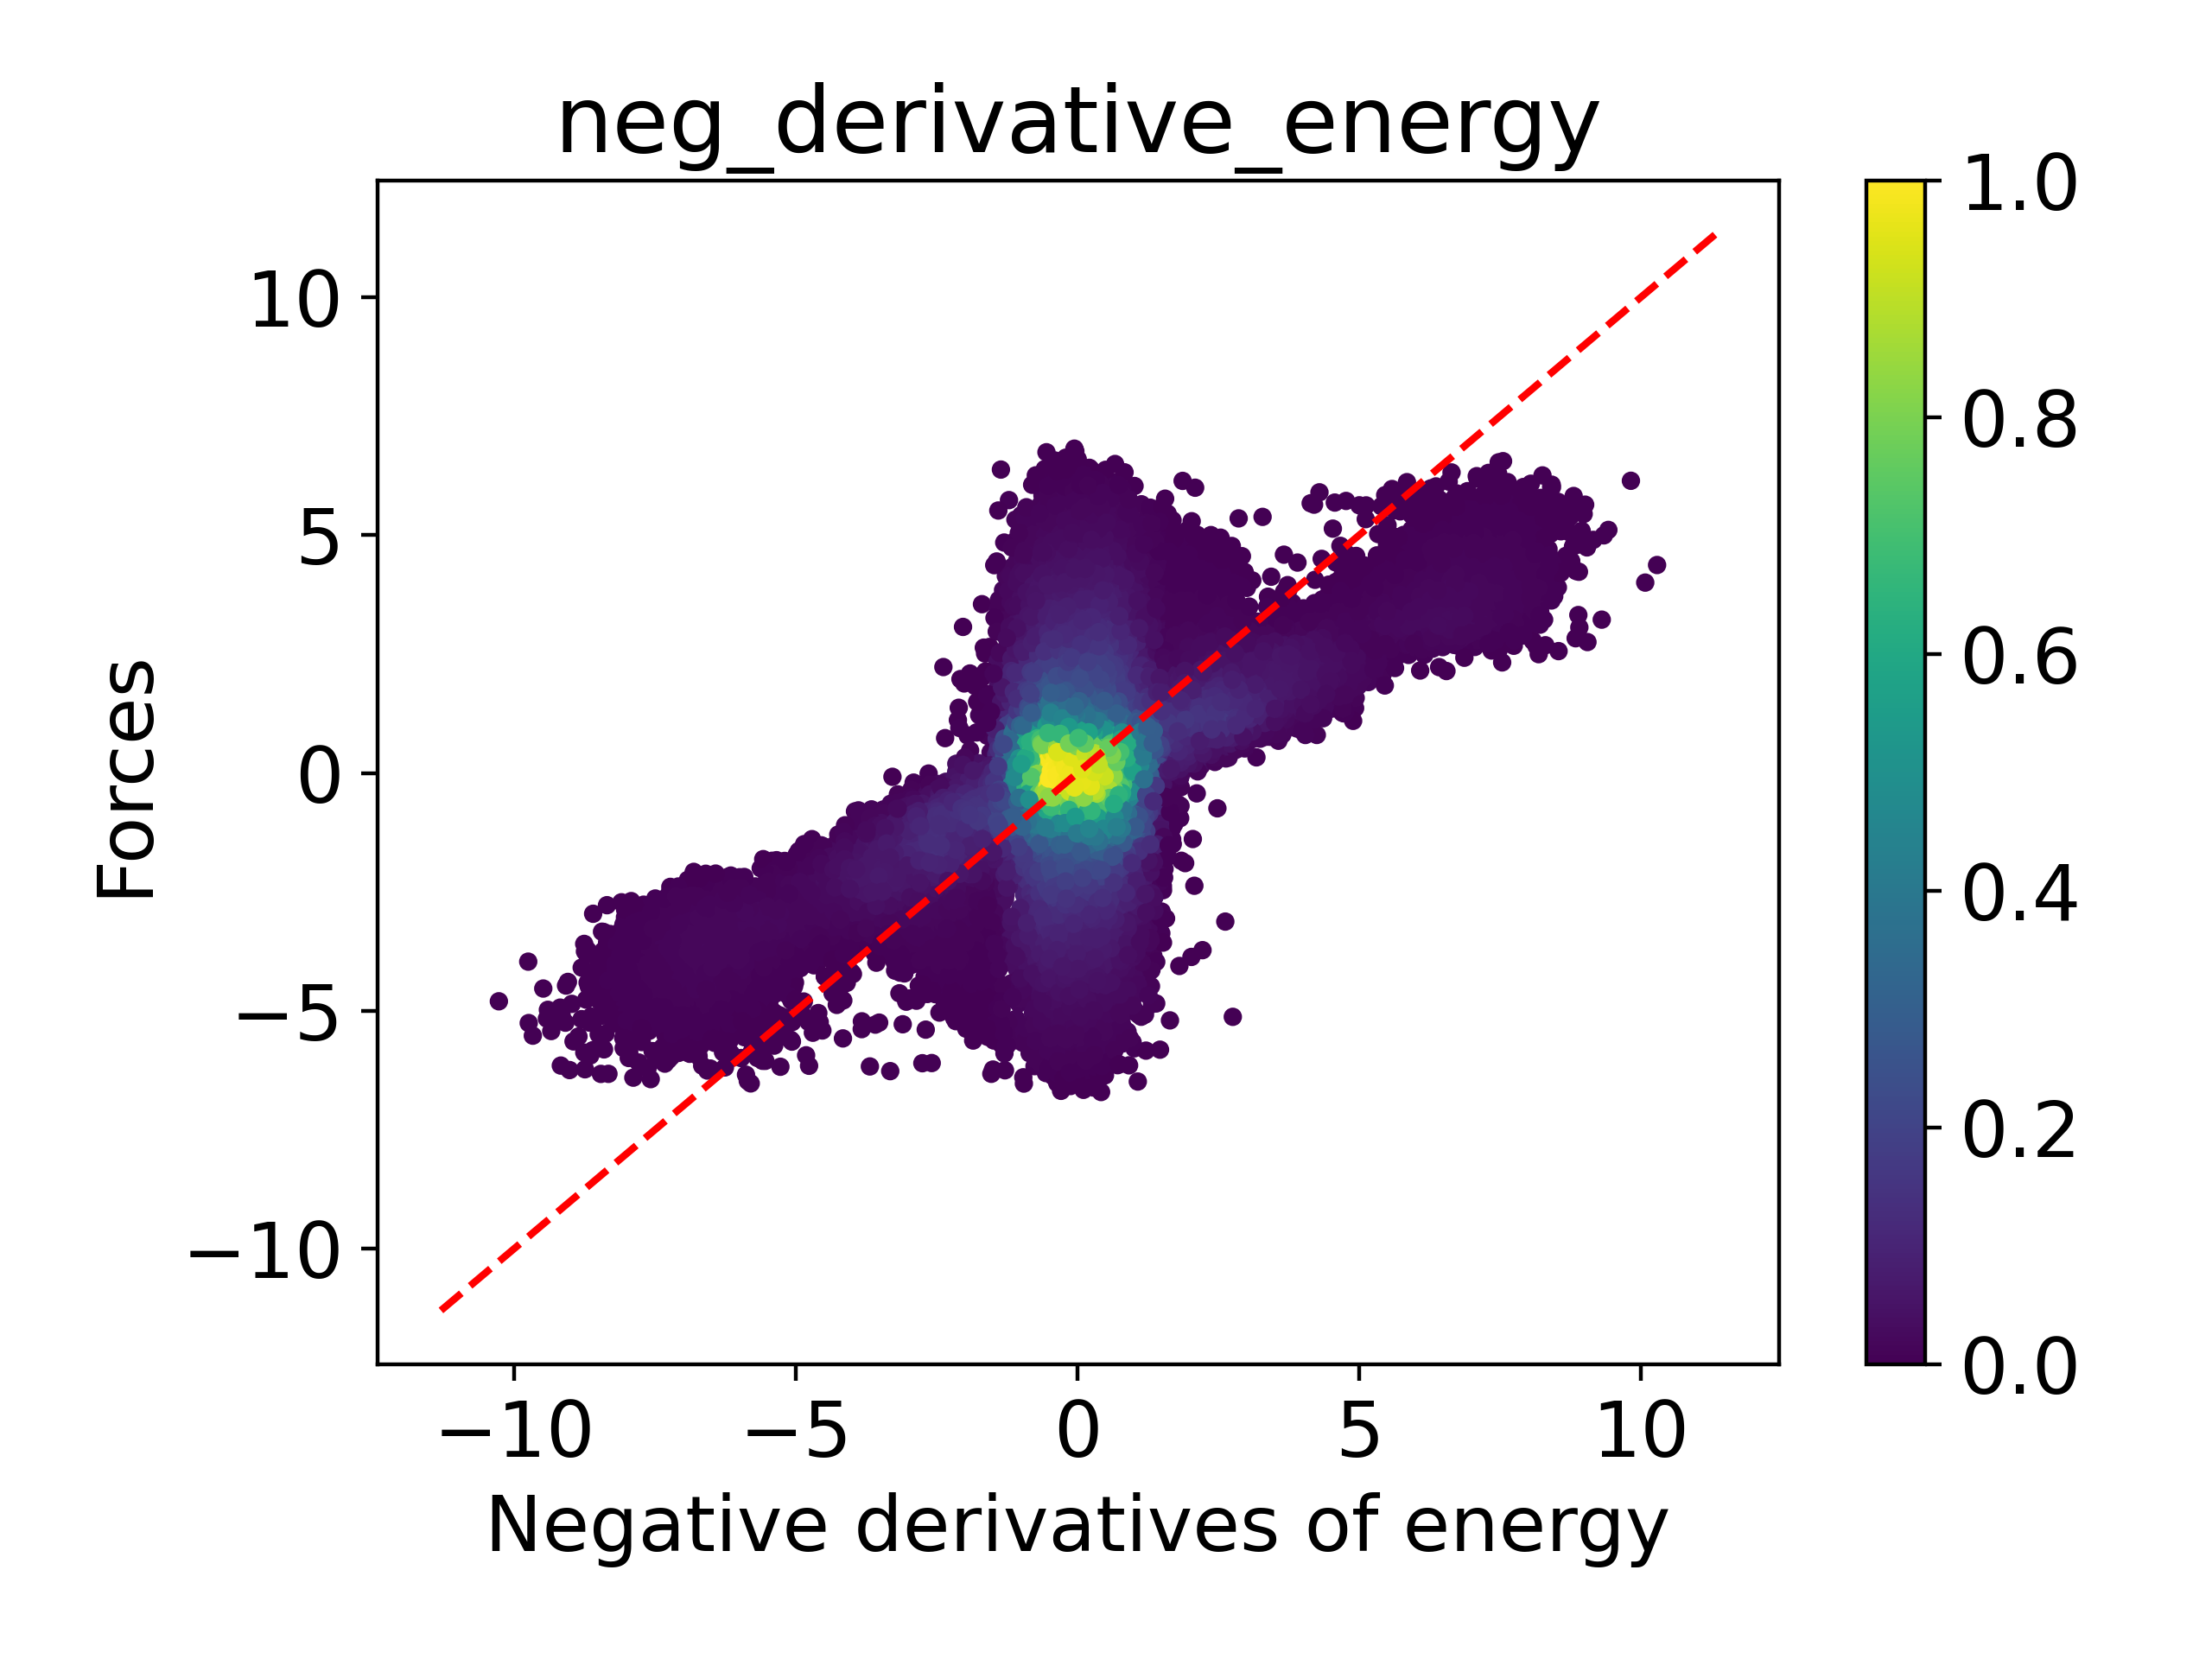 neg_derivative_energy
1.0
0.8
0.6
0.4
0.2
0.0
10
5
0
−5
−10
Forces
−10 −5 0 5 10
Negative derivatives of energy